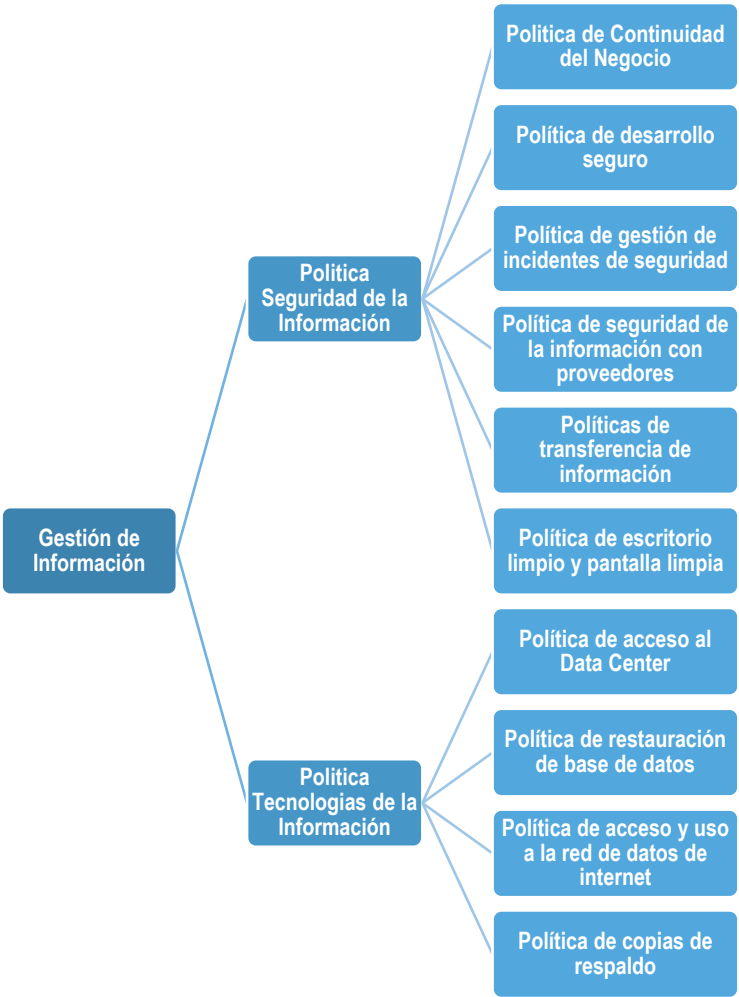 Politica de Continuidad
del Negocio
Política de desarrollo
seguro
Política de gestión de
incidentes de seguridad
Politica
Seguridad de la
Información
Política de seguridad de
la información con
proveedores
Políticas de
transferencia de
información
Política de escritorio
limpio y pantalla limpia
Gestión de
Información
Política de acceso al
Data Center
Política de restauración
de base de datos
Politica
Tecnologias de la
Información
Política de acceso y uso
a la red de datos de
internet
Política de copias de
respaldo